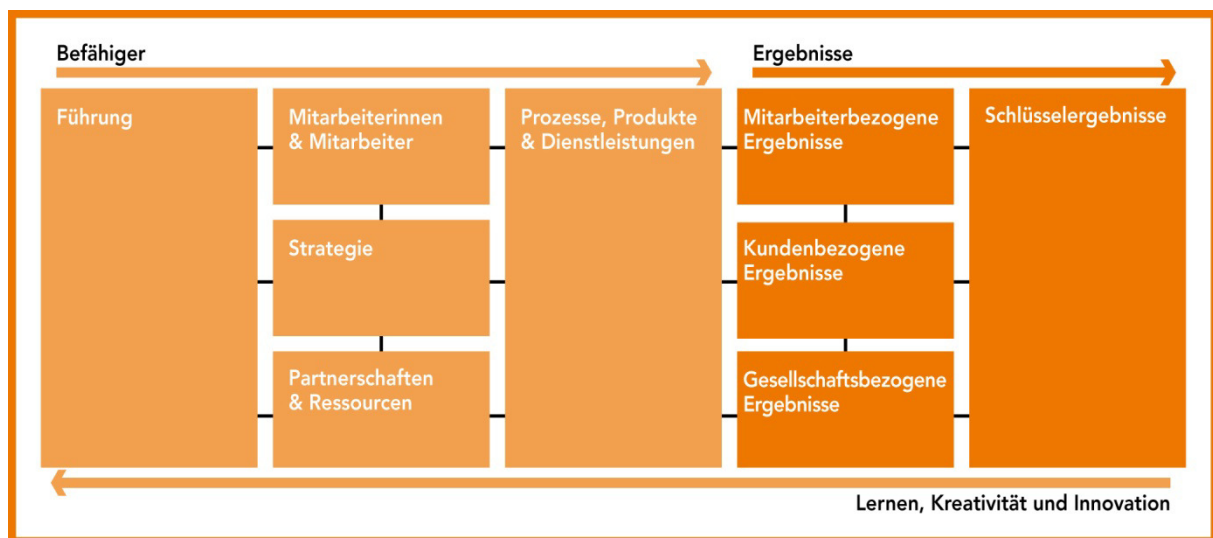 Befähiger
Ergebnisse
Führung
Mitarbeiterinnen
& Mitarbeiter
Prozesse, Produkte
& Dienstleistungen
Mitarbeiterbezogene
Ergebnisse
Schlüsselergebnisse
Strategie
Kundenbezogene
Ergebnisse
Partnerschaften
& Ressourcen
Gesellschaftsbezogene
Ergebnisse
Lernen, Kreativität und Innovation